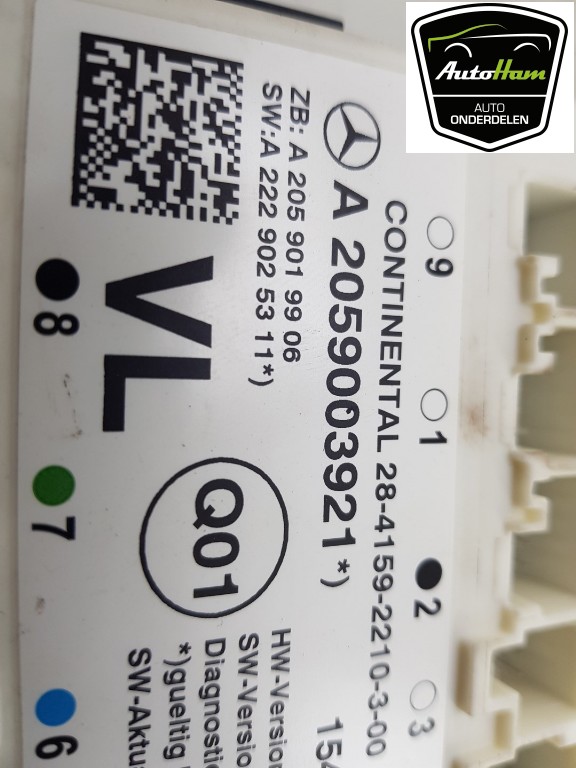 AutoHam
AUTO
ONDERDELEN
9
1
2
3
CONTINENTAL 28-4159-2210-3-00
A 2059003921*)
154
ZB: A 205 901 99 06
SW:A 222 902 53 11*)
VL
Q01
HW-Version
SW-Versio
Diagnosti
*)gueltig
SW-Aktu
8
7
6